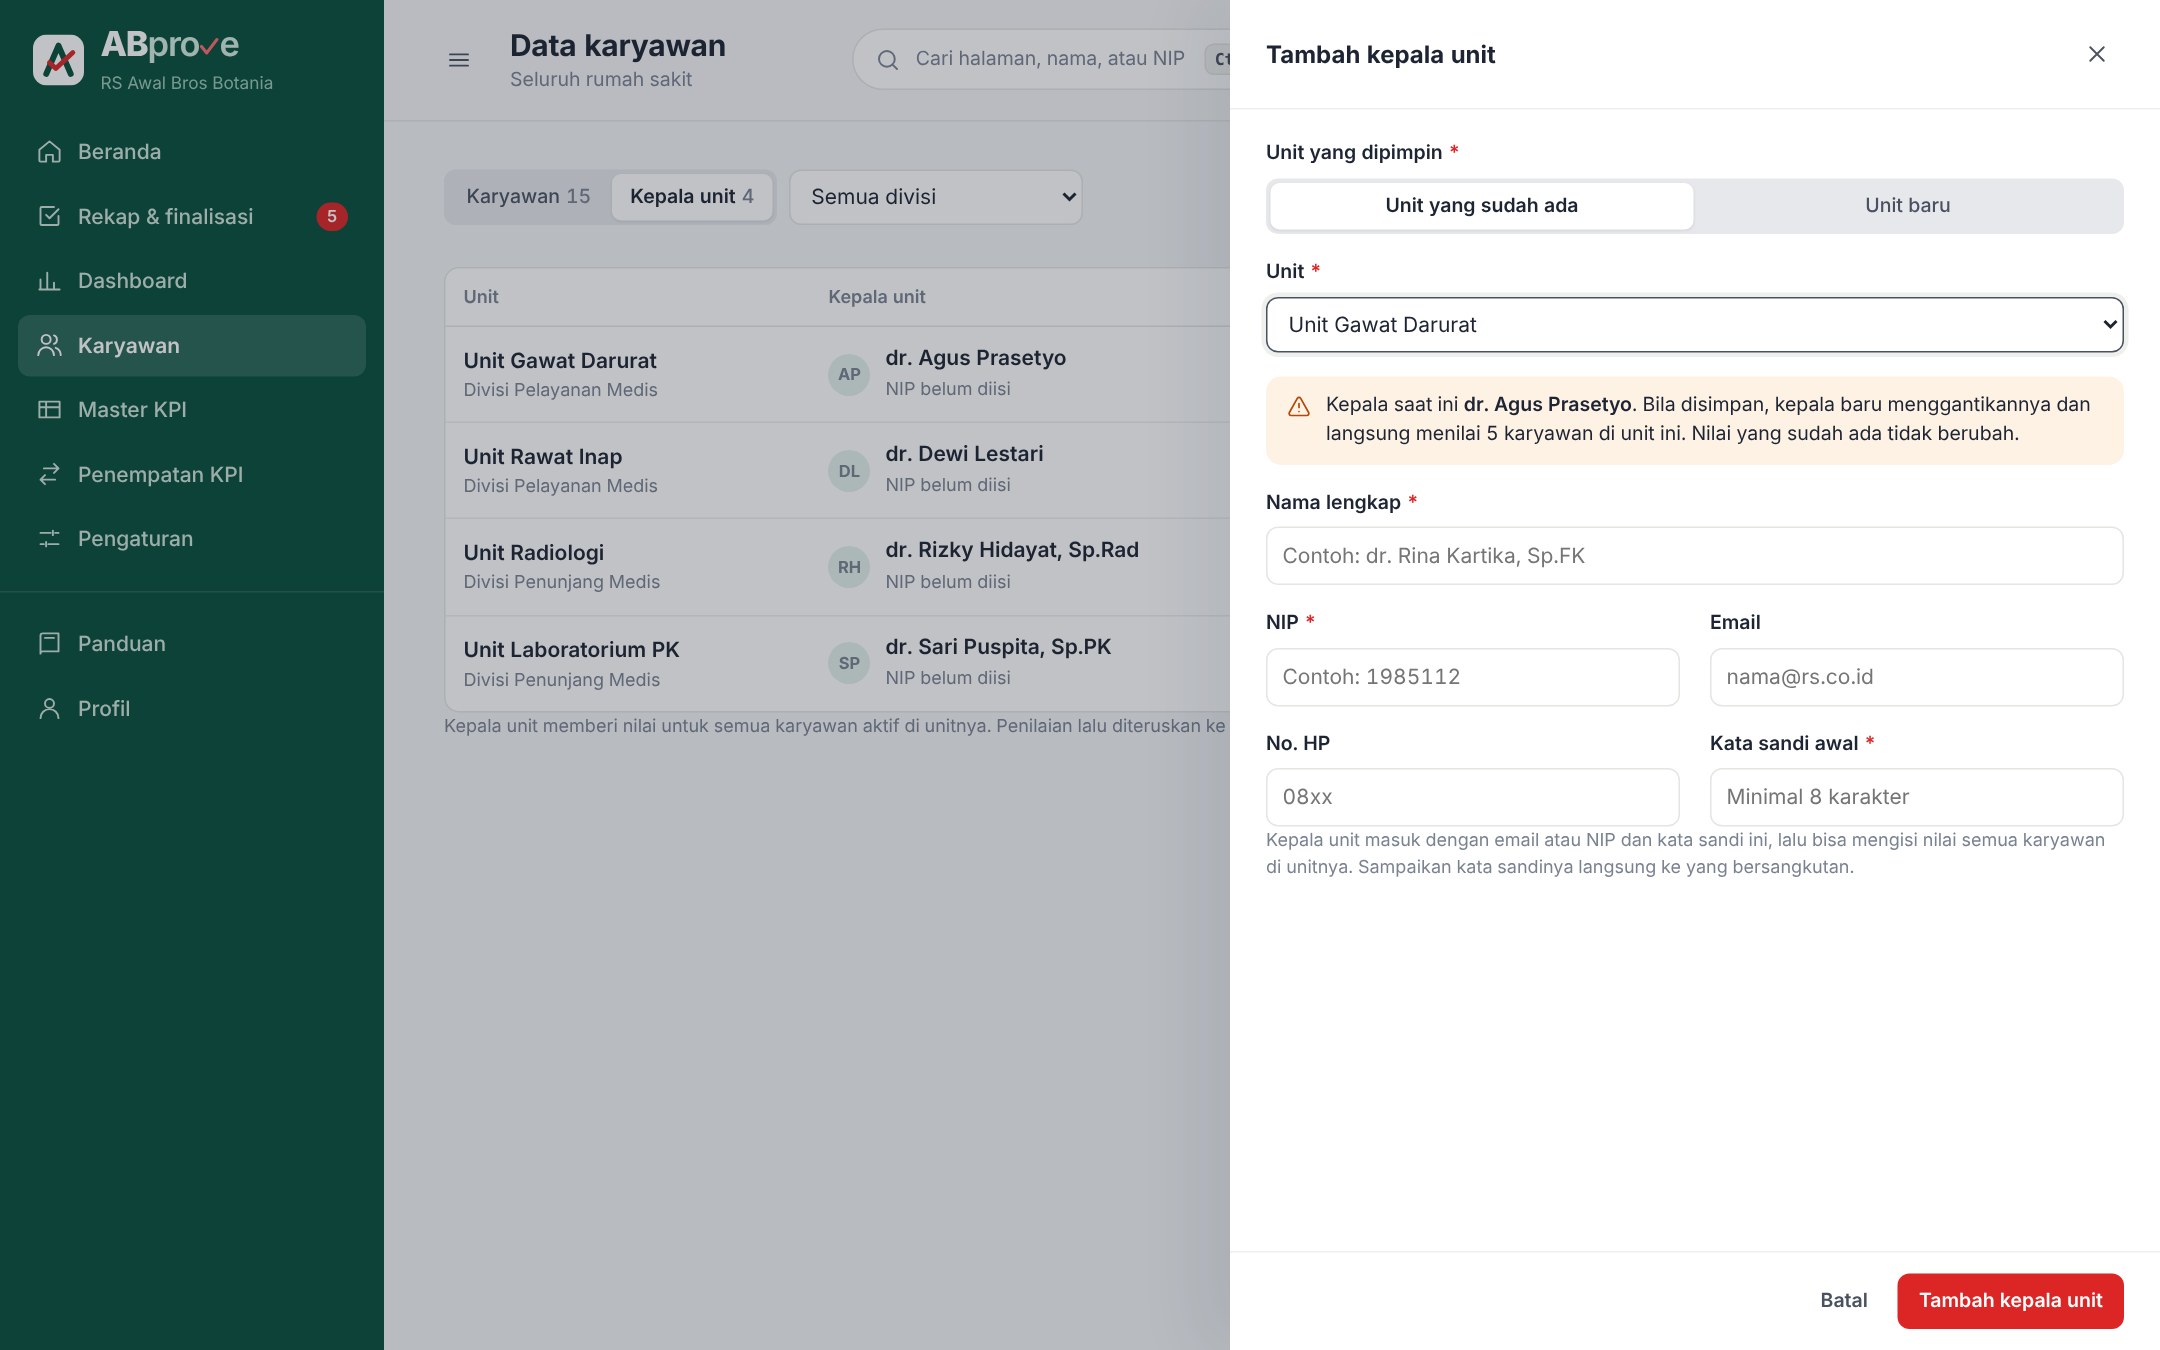 ABprove
RS Awal Bros Botania
Beranda
Rekap & finalisasi 5
Dashboard
Karyawan
Master KPI
Penempatan KPI
Pengaturan
Panduan
Profil
Data karyawan
Seluruh rumah sakit
Cari halaman, nama, atau NIP
Karyawan 15
Kepala unit 4
Semua divisi
Unit Kepala unit
Unit Gawat Darurat
Divisi Pelayanan Medis
AP
dr. Agus Prasetyo
NIP belum diisi
Unit Rawat Inap
Divisi Pelayanan Medis
DL
dr. Dewi Lestari
NIP belum diisi
Unit Radiologi
Divisi Penunjang Medis
RH
dr. Rizky Hidayat, Sp.Rad
NIP belum diisi
Unit Laboratorium PK
Divisi Penunjang Medis
SP
dr. Sari Puspita, Sp.PK
NIP belum diisi
Kepala unit memberi nilai untuk semua karyawan aktif di unitnya. Penilaian lalu diteruskan ke
Tambah kepala unit
Unit yang dipimpin *
Unit yang sudah ada
Unit baru
Unit *
Unit Gawat Darurat
Kepala saat ini dr. Agus Prasetyo. Bila disimpan, kepala baru menggantikannya dan
langsung menilai 5 karyawan di unit ini. Nilai yang sudah ada tidak berubah.
Nama lengkap *
Contoh: dr. Rina Kartika, Sp.FK
NIP *
Contoh: 1985112
Email
nama@rs.co.id
No. HP
08xx
Kata sandi awal *
Minimal 8 karakter
Kepala unit masuk dengan email atau NIP dan kata sandi ini, lalu bisa mengisi nilai semua karyawan
di unitnya. Sampaikan kata sandinya langsung ke yang bersangkutan.
Batal
Tambah kepala unit